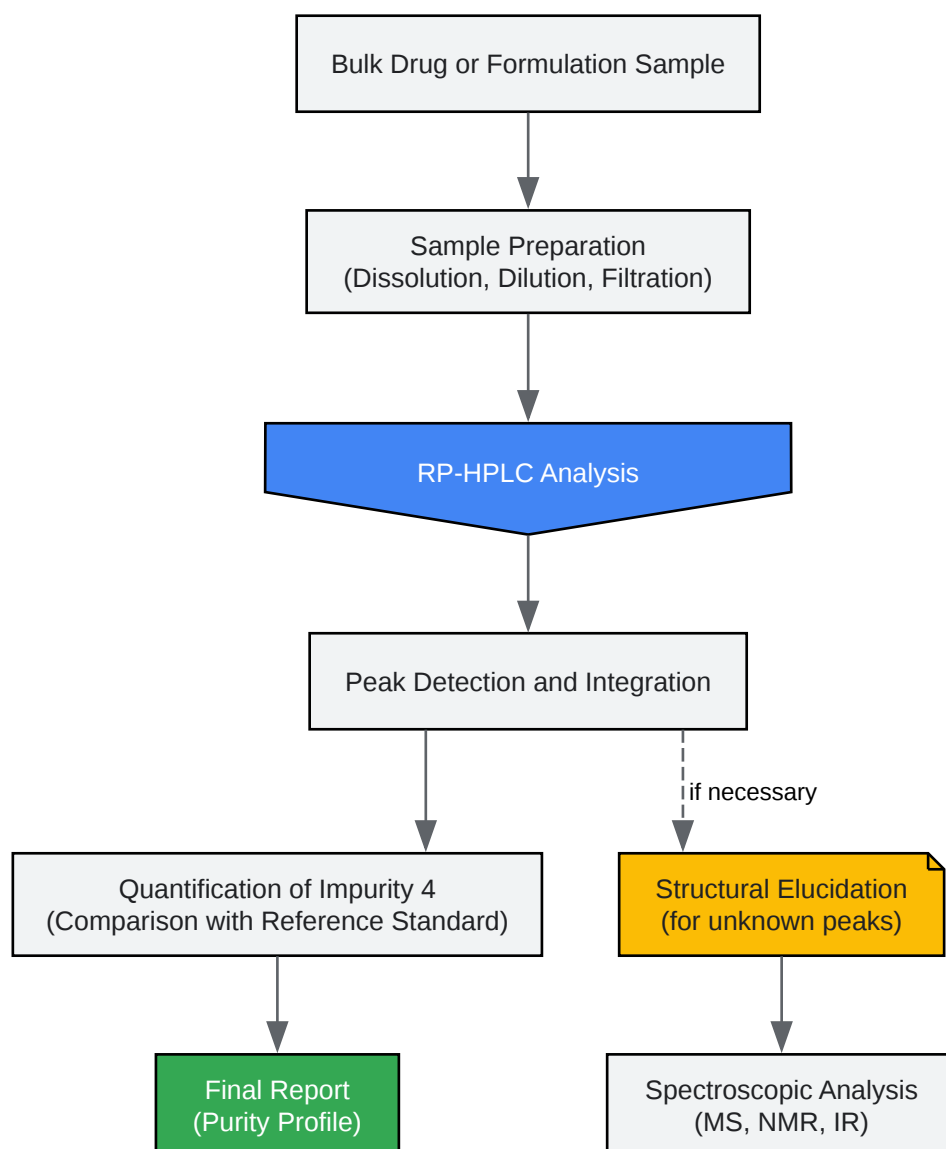 Bulk Drug or Formulation Sample
Sample Preparation
(Dissolution, Dilution, Filtration)
RP-HPLC Analysis
Peak Detection and Integration
if necessary
Quantification of Impurity 4
(Comparison with Reference Standard)
Structural Elucidation
(for unknown peaks)
Final Report
(Purity Profile)
Spectroscopic Analysis
(MS, NMR, IR)